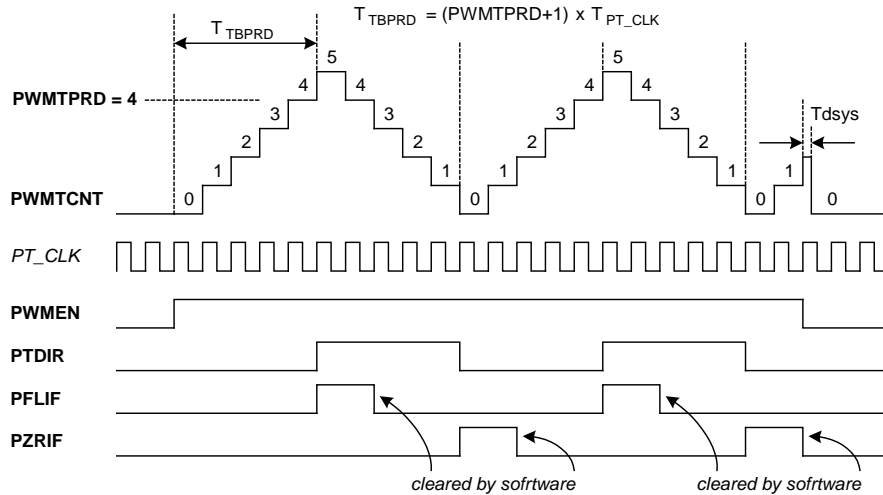 T TBPRD
T TBPRD = (PWMTPRD+1) x T PT_CLK
5
5
4 4
4 4
PWMTPRD = 4
3 3
3 3
Tdsys
2 2
2 2
1 1
1 1
1
PWMTCNT
0 0 0 0
PT_CLK
PWMEN
PTDIR
PFLIF
PZRIF
cleared by sofrtware
cleared by sofrtware